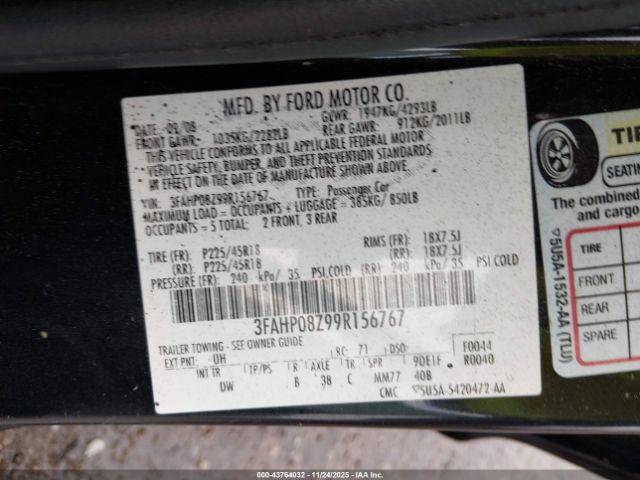 MFD. BY FORD MOTOR CO.
DATE: 09/08 GVWR: 1947KG/4293LB
FRONT GAWR: 1035KG/2282LB REAR GAWR: 912KG/2011LB
THIS VEHICLE CONFORMS TO ALL APPLICABLE FEDERAL MOTOR
VEHICLE SAFETY, BUMPER, AND THEFT PREVENTION STANDARDS
IN EFFECT ON THE DATE OF MANUFACTURE SHOWN ABOVE.
VIN: 3FAHP08Z99R156767 TYPE: Passenger Car
MAXIMUM LOAD = OCCUPANTS + LUGGAGE = 385KG/850LB
OCCUPANTS = 5 TOTAL: 2 FRONT, 3 REAR
TIRE (FR): P225/45R18 RIMS (FR): 18X7.5J
(RR): P225/45R18 (RR): 18X7.5J
PRESSURE (FR): 240 kPa/35 PSI,COLD (RR): 240 kPa/35 PSI,COLD
3FAHP08Z99R156767
TRAILER TOWING - SEE OWNER GUIDE
EXT PNT: UH RC: 71 DSO: F0044
INT TR TP/PS R AXLE TR SPR 9DE1F R0040
DW B 38 C MM77 40B
CMC ▽5U5A-5420472-AA
TIR
SEATIN
The combined
and cargo
TIRE
FRONT
REAR
SPARE
▽5U5A-1532-AA (TLU)
© 000-43764032 - 11/24/2025 - IAAI.COM